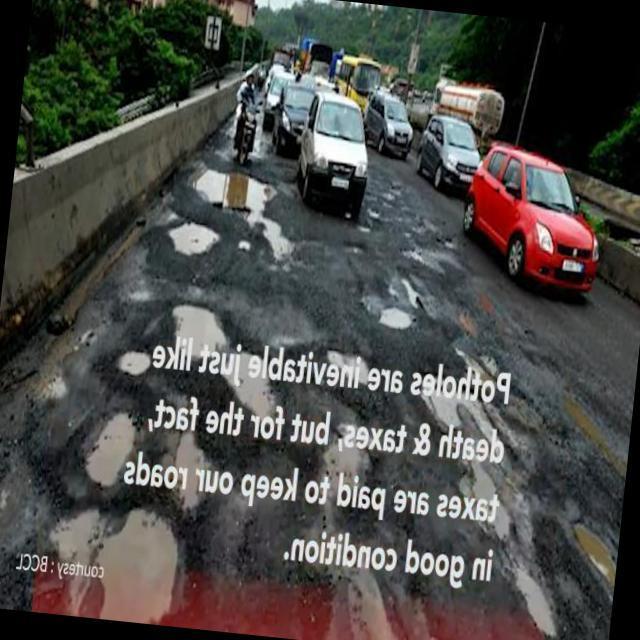 Potholes are inevitable just like
death & taxes, but for the fact,
taxes are paid to keep our roads
in good condition.
courtesy : BCCL